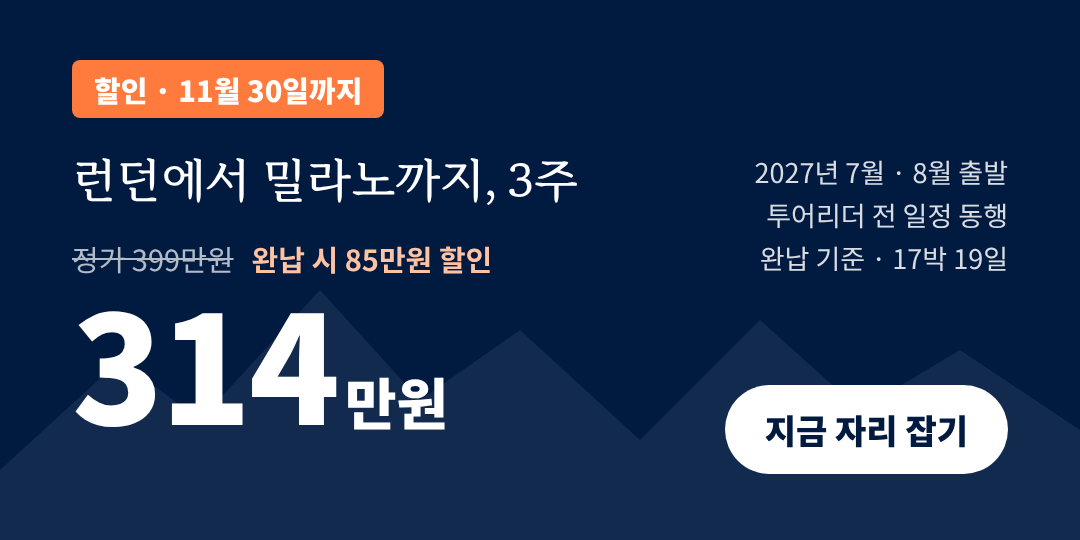 할인 · 11월 30일까지
런던에서 밀라노까지, 3주
정가 399만원 완납 시 85만원 할인
314만원
2027년 7월 · 8월 출발
투어리더 전 일정 동행
완납 기준 · 17박 19일
지금 자리 잡기